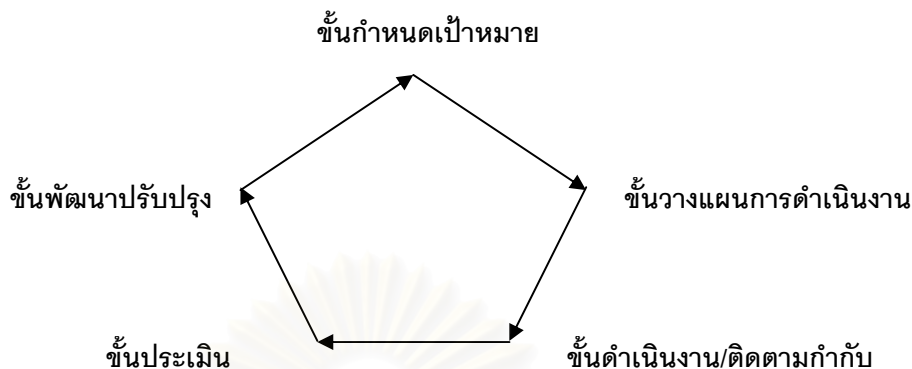 ขั้นกำหนดเป้าหมาย
ขั้นพัฒนาปรับปรุง
ขั้นวางแผนการดำเนินงาน
ขั้นประเมิน
ขั้นดำเนินงาน/ติดตามกำกับ